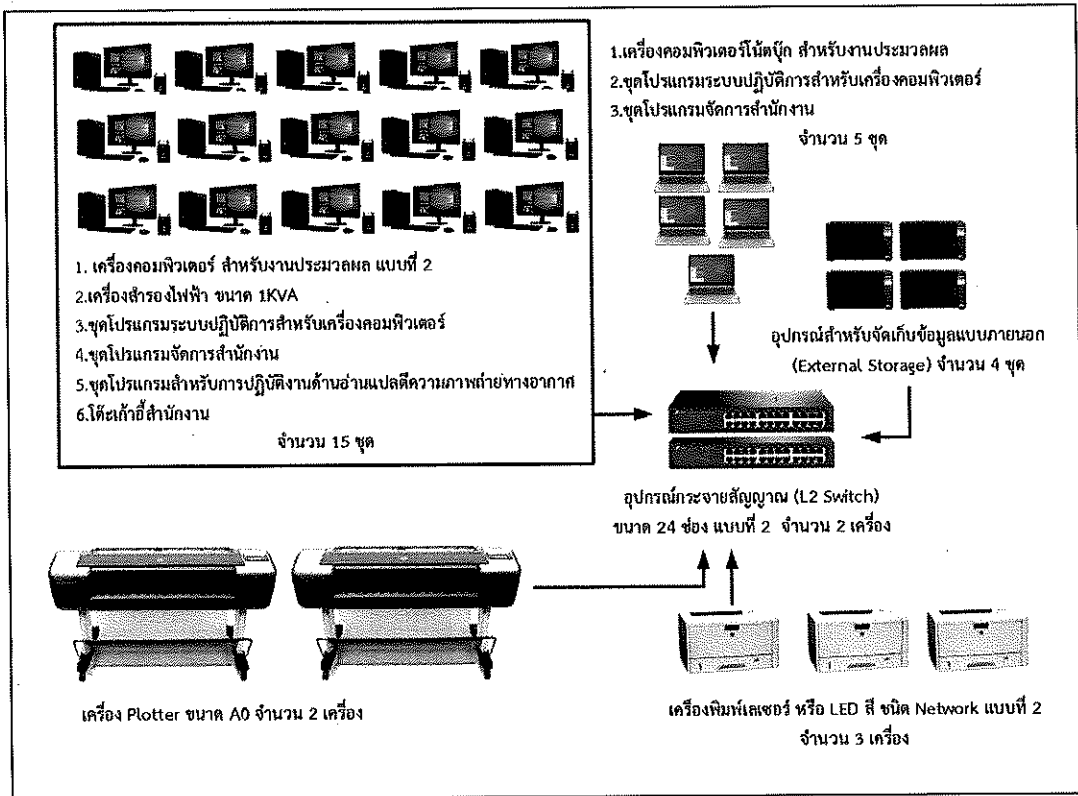 1. เครื่องคอมพิวเตอร์ สำหรับงานประมวลผล แบบที่ 2
2.เครื่องสำรองไฟฟ้า ขนาด 1KVA
3.ชุดโปรแกรมระบบปฏิบัติการสำหรับเครื่องคอมพิวเตอร์
4.ชุดโปรแกรมจัดการสำนักงาน
5.ชุดโปรแกรมสำหรับการปฏิบัติงานด้านอ่านแปลตีความภาพถ่ายทางอากาศ
6.โต๊ะเก้าอี้สำนักงาน
จำนวน 15 ชุด
1.เครื่องคอมพิวเตอร์โน้ตบุ๊ก สำหรับงานประมวลผล
2.ชุดโปรแกรมระบบปฏิบัติการสำหรับเครื่องคอมพิวเตอร์
3.ชุดโปรแกรมจัดการสำนักงาน
จำนวน 5 ชุด
อุปกรณ์สำหรับจัดเก็บข้อมูลแบบภายนอก
(External Storage) จำนวน 4 ชุด
อุปกรณ์กระจายสัญญาณ (L2 Switch)
ขนาด 24 ช่อง แบบที่ 2 จำนวน 2 เครื่อง
เครื่อง Plotter ขนาด A0 จำนวน 2 เครื่อง
เครื่องพิมพ์เลเซอร์ หรือ LED สี ชนิด Network แบบที่ 2
จำนวน 3 เครื่อง